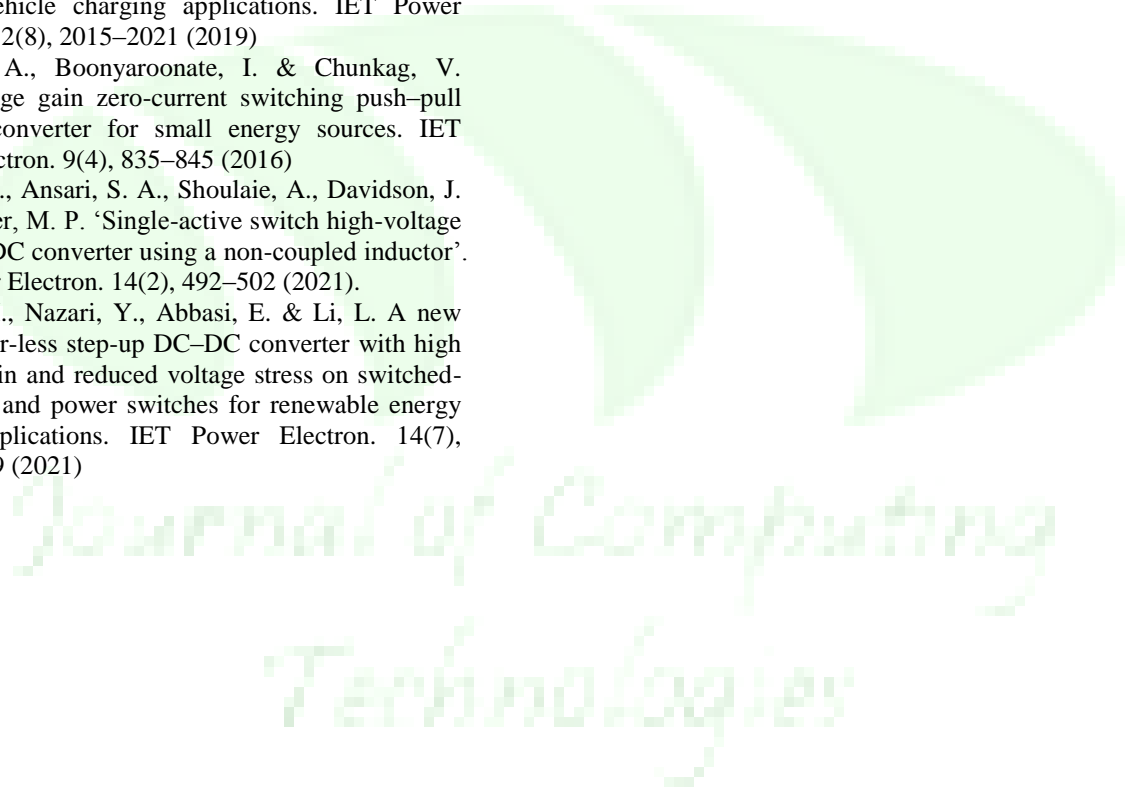 ehicle charging applications. IET Power
2(8), 2015–2021 (2019)
A., Boonyaroonate, I. & Chunkag, V.
ge gain zero-current switching push–pull
converter for small energy sources. IET
ctron. 9(4), 835–845 (2016)
., Ansari, S. A., Shoulaie, A., Davidson, J.
er, M. P. ‘Single-active switch high-voltage
DC converter using a non-coupled inductor’.
r Electron. 14(2), 492–502 (2021).
., Nazari, Y., Abbasi, E. & Li, L. A new
r-less step-up DC–DC converter with high
in and reduced voltage stress on switched-
and power switches for renewable energy
plications. IET Power Electron. 14(7),
9 (2021)
Journal of Computing
Technologies